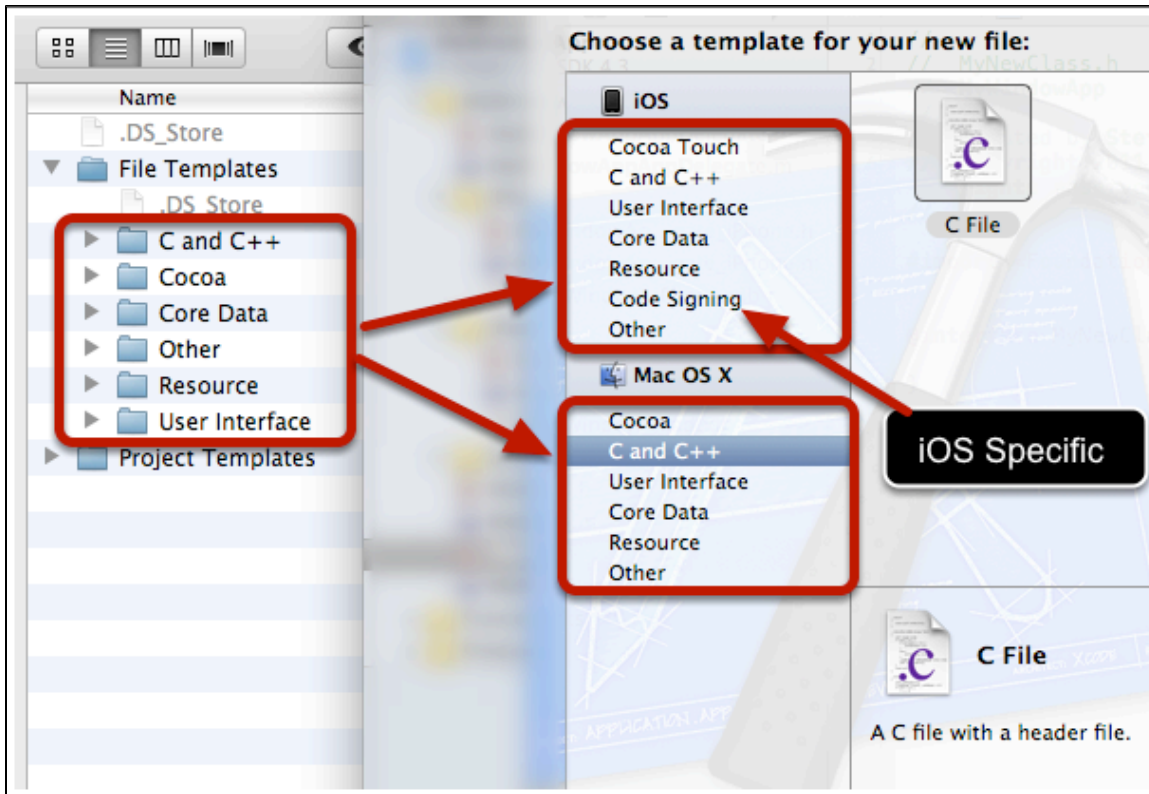 Name
.DS_Store
File Templates
.DS_Store
C and C++
Cocoa
Core Data
Other
Resource
User Interface
Project Templates
Choose a template for your new file:
iOS
Cocoa Touch
C and C++
User Interface
Core Data
Resource
Code Signing
Other
Mac OS X
Cocoa
C and C++
User Interface
Core Data
Resource
Other
// MyNewClass.h
.c
C File
iOS Specific
.c
C File
A C file with a header file.